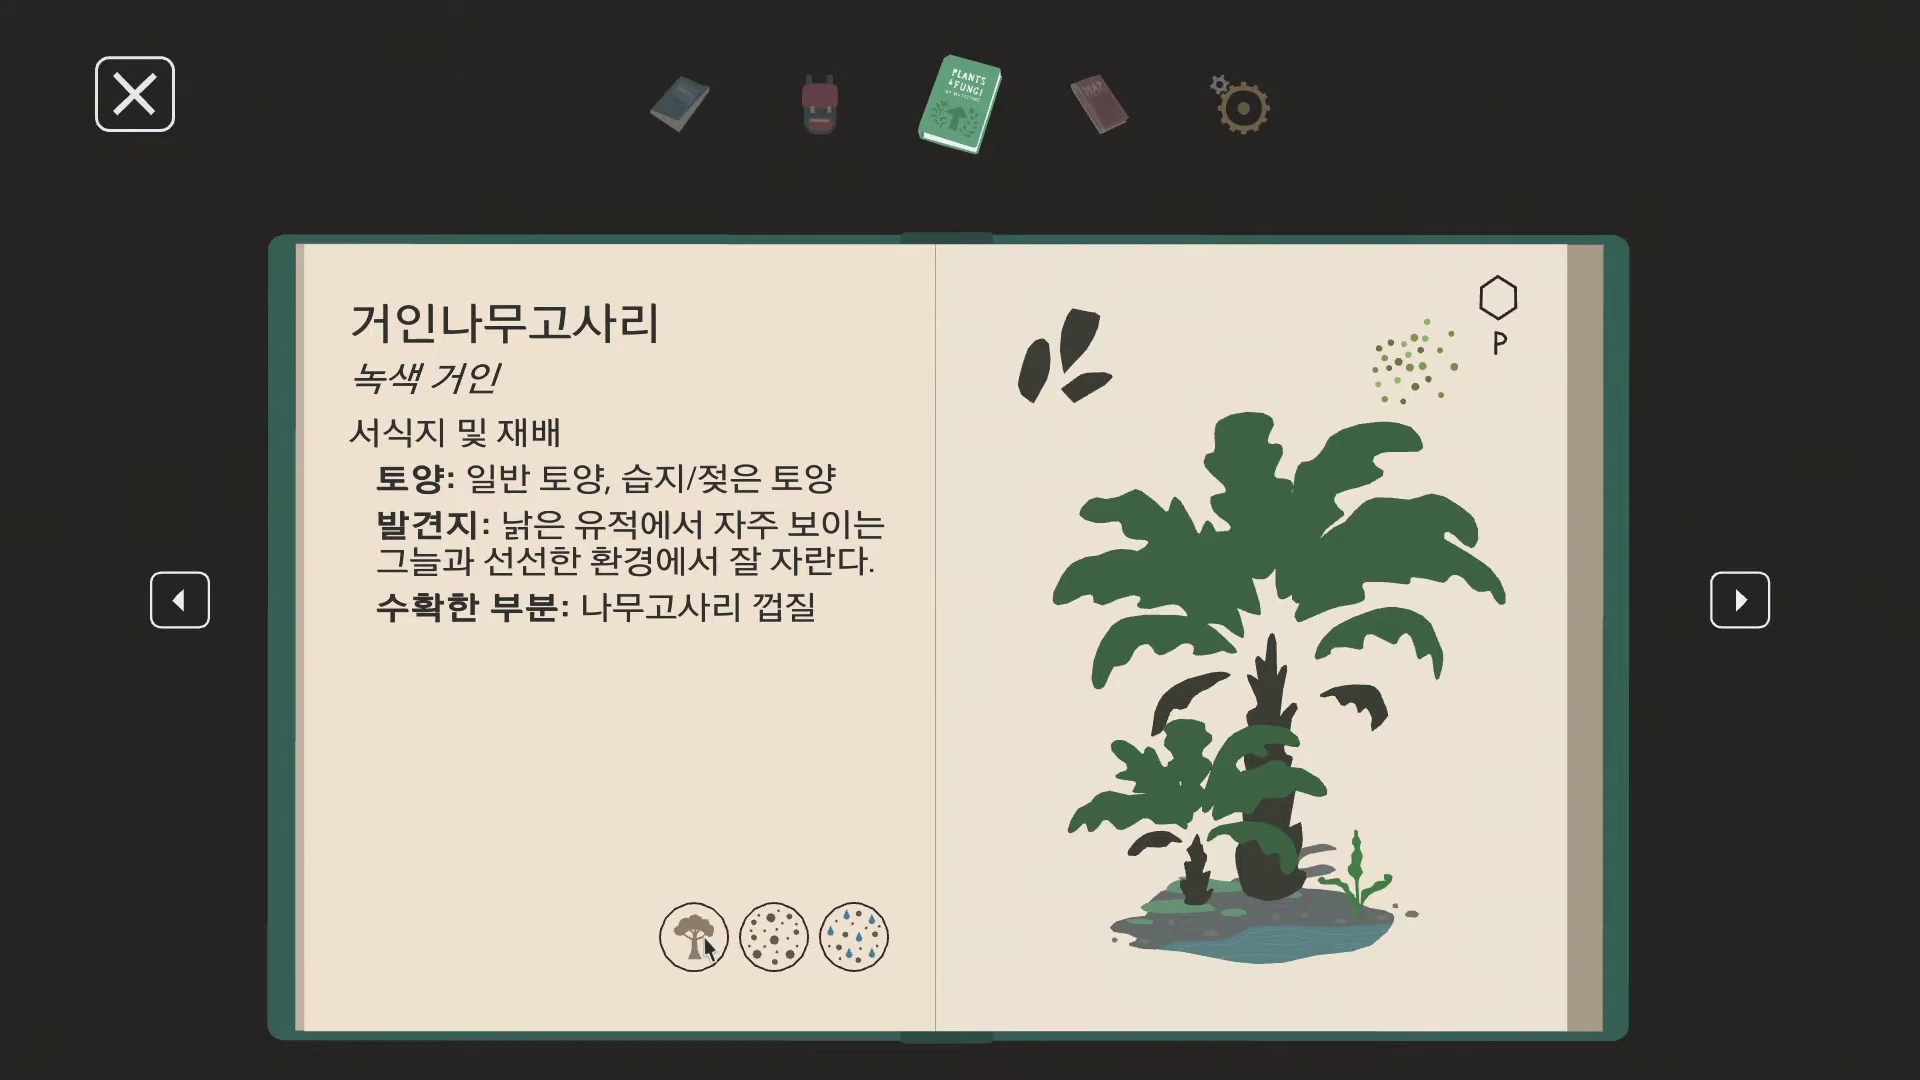 PLANTS
& FUNGI
MAP
거인나무고사리
녹색 거인
서식지 및 재배
토양: 일반 토양, 습지/젖은 토양
발견지: 낡은 유적에서 자주 보이는
그늘과 선선한 환경에서 잘 자란다.
수확한 부분: 나무고사리 껍질
P